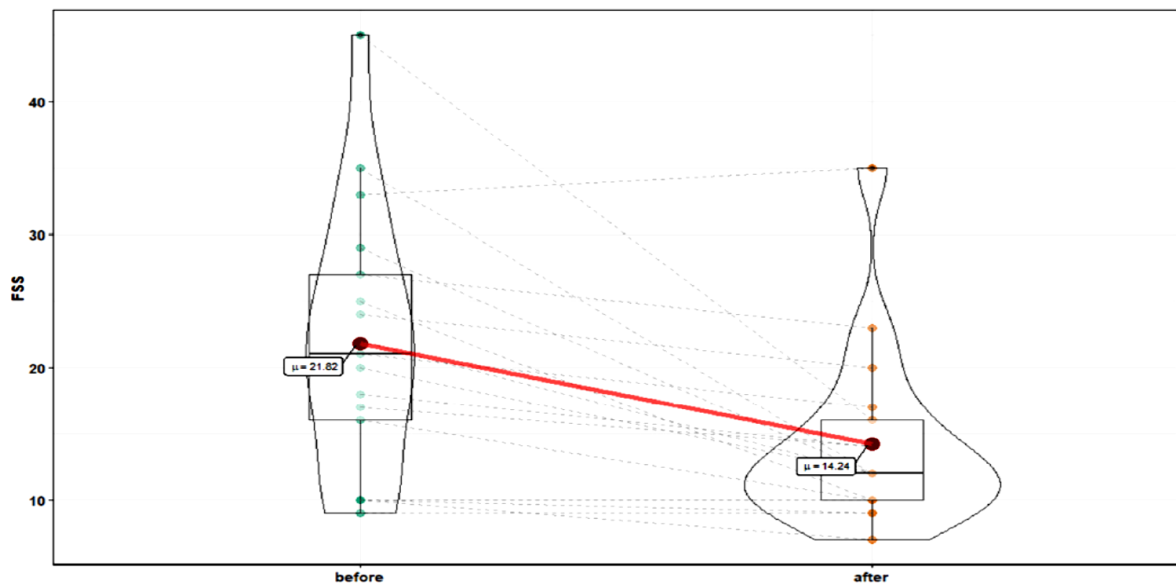 40
30
FSS
20
10
μ = 21.82
μ = 14.24
before
after